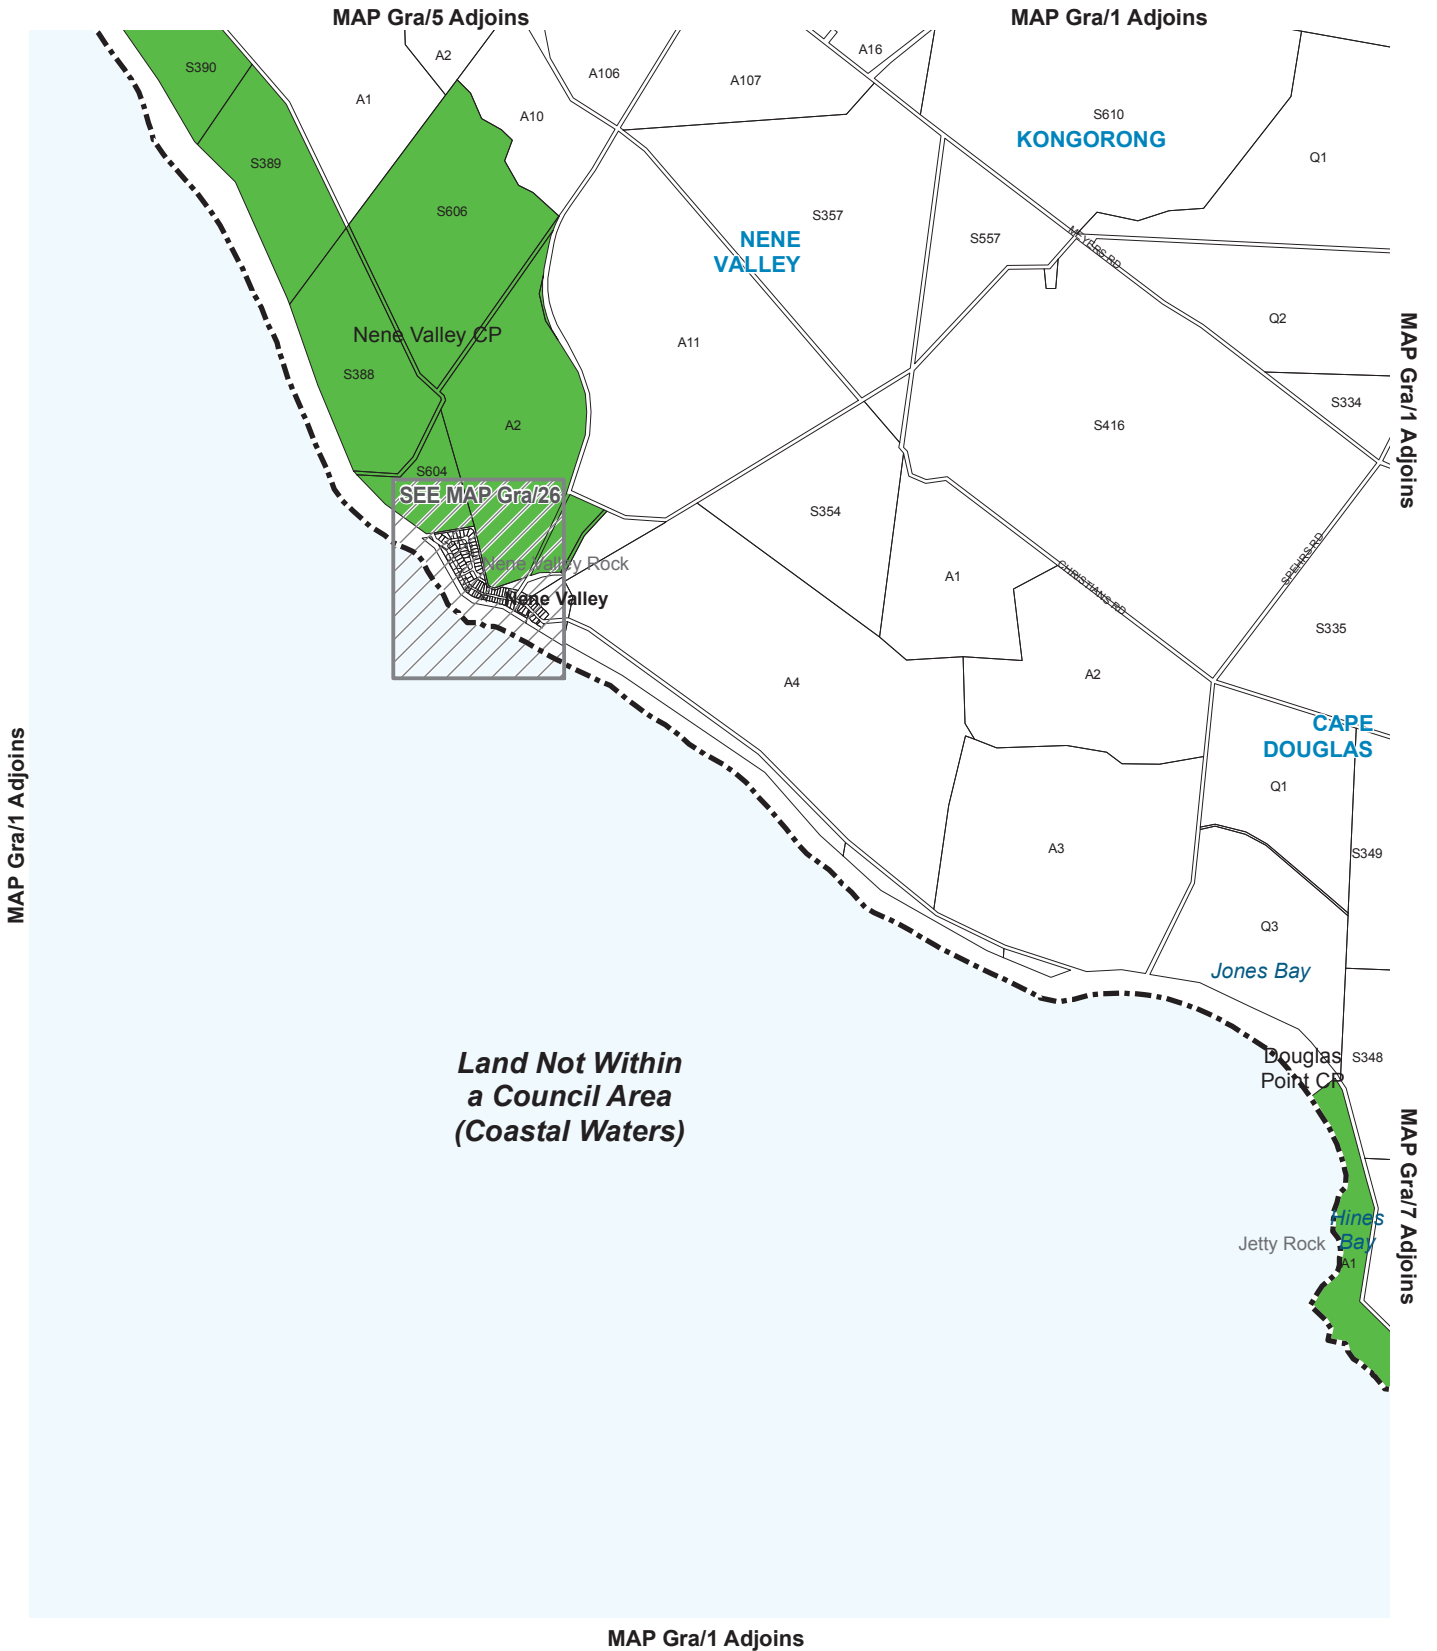 MAP Gra/5 Adjoins
MAP Gra/1 Adjoins
S390
A1
A2
A10
A106
A107
A16
S610
KONGORONG
Q1
S389
S606
S357
NENE
VALLEY
S557
MEYERS RD
Nene Valley CP
S388
A2
A11
Q2
S334
MAP Gra/1 Adjoins
S416
S604
SEE MAP Gra/26
Nene Valley Rock
Nene Valley
S354
A1
CHRISTIANS RD
SPEHRS RD
S335
A4
A2
CAPE
DOUGLAS
Q1
MAP Gra/1 Adjoins
A3
S349
Q3
Jones Bay
Land Not Within
a Council Area
(Coastal Waters)
Douglas
Point CP
S348
MAP Gra/7 Adjoins
Hines
Bay
Jetty Rock
A1
MAP Gra/1 Adjoins